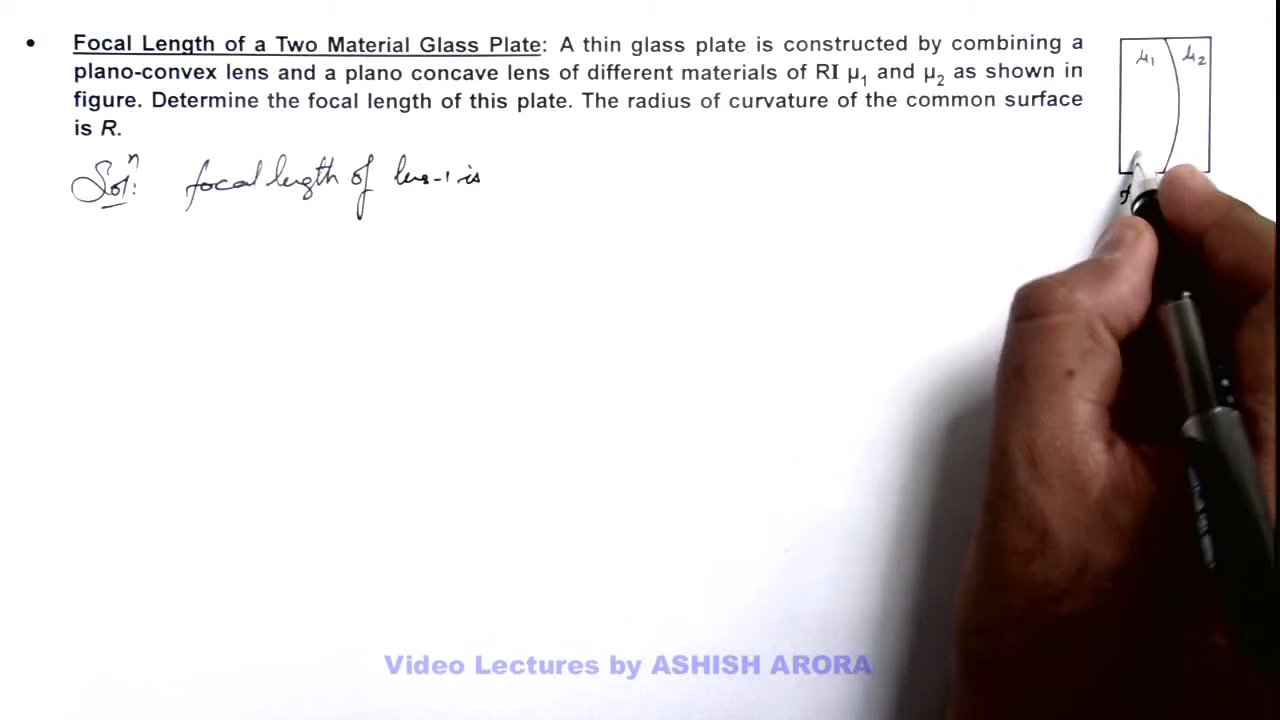 • Focal Length of a Two Material Glass Plate: A thin glass plate is constructed by combining a
plano-convex lens and a plano concave lens of different materials of RI μ₁ and μ₂ as shown in
figure. Determine the focal length of this plate. The radius of curvature of the common surface
is R.
μ₁ μ₂
Solⁿ: focal length of lens-1 is
Video Lectures by ASHISH ARORA